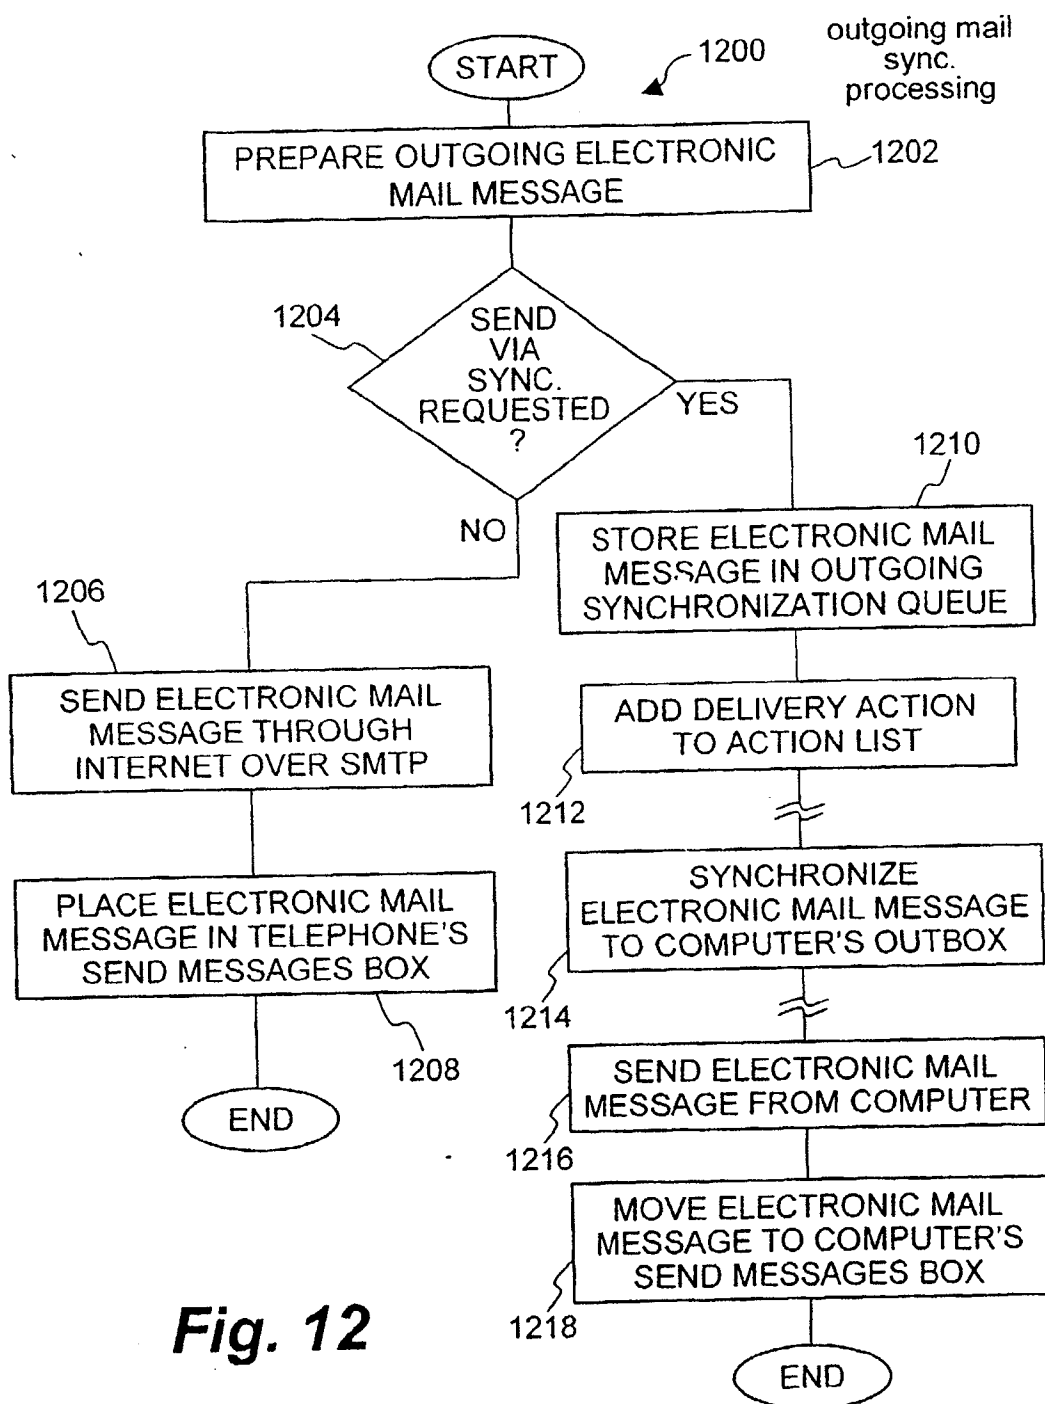 outgoing mail
sync.
processing
START
1200
PREPARE OUTGOING ELECTRONIC
MAIL MESSAGE
1202
1204
SEND
VIA
SYNC.
REQUESTED
?
YES
NO
1210
STORE ELECTRONIC MAIL
MESSAGE IN OUTGOING
SYNCHRONIZATION QUEUE
1206
SEND ELECTRONIC MAIL
MESSAGE THROUGH
INTERNET OVER SMTP
ADD DELIVERY ACTION
TO ACTION LIST
1212
PLACE ELECTRONIC MAIL
MESSAGE IN TELEPHONE'S
SEND MESSAGES BOX
1208
END
SYNCHRONIZE
ELECTRONIC MAIL MESSAGE
TO COMPUTER'S OUTBOX
1214
SEND ELECTRONIC MAIL
MESSAGE FROM COMPUTER
1216
MOVE ELECTRONIC MAIL
MESSAGE TO COMPUTER'S
SEND MESSAGES BOX
1218
END
Fig. 12